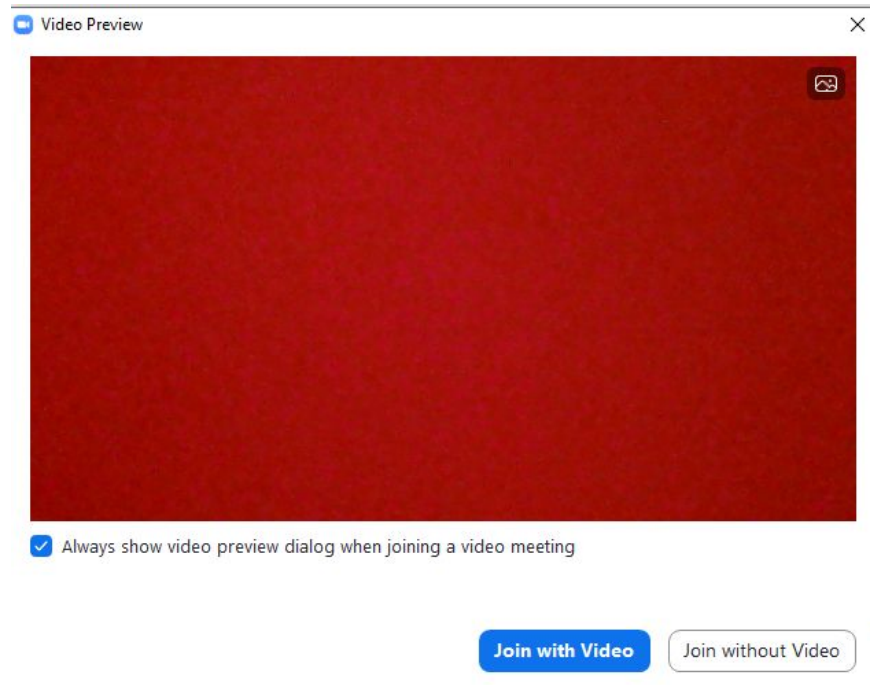 Video Preview
Always show video preview dialog when joining a video meeting
Join with Video
Join without Video